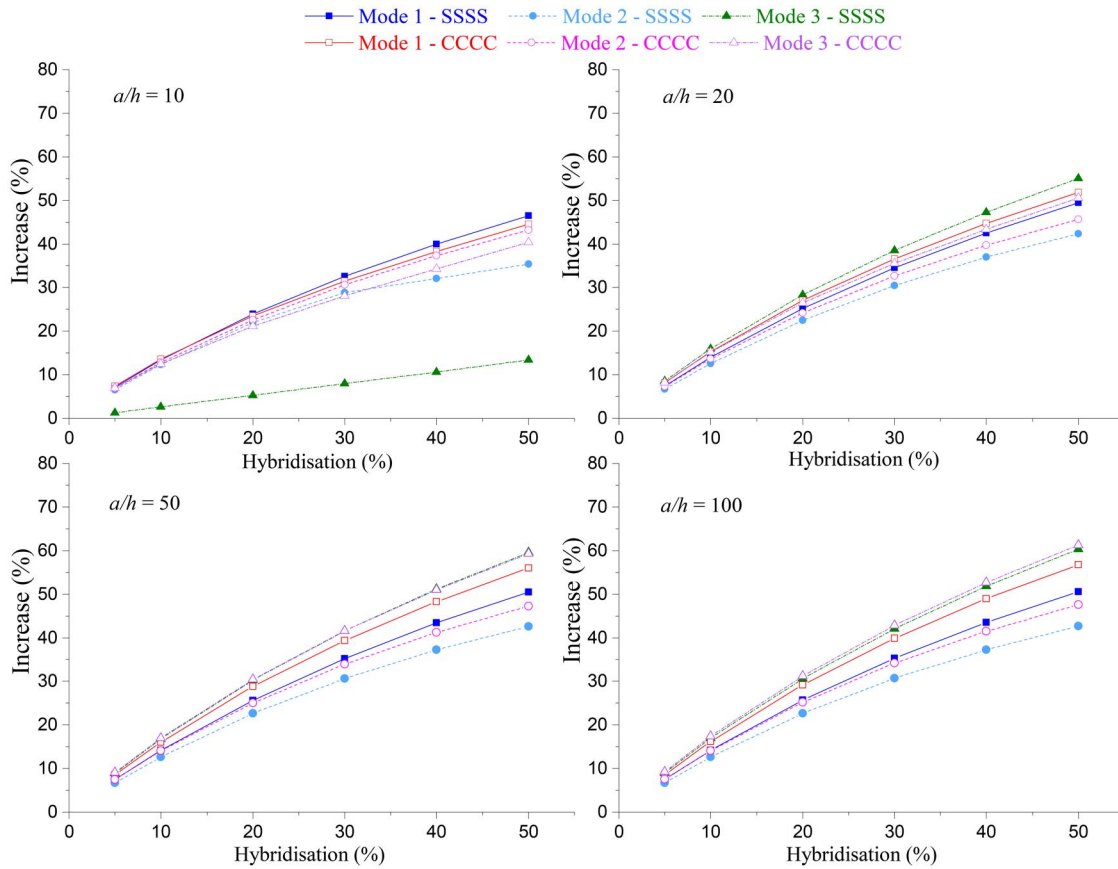 Mode 1 - SSSS Mode 2 - SSSS Mode 3 - SSSS
Mode 1 - CCCC Mode 2 - CCCC Mode 3 - CCCC
a/h = 10
Increase (%)
80
70
60
50
40
30
20
10
0
0 10 20 30 40 50
Hybridisation (%)
a/h = 20
Increase (%)
80
70
60
50
40
30
20
10
0
0 10 20 30 40 50
Hybridisation (%)
a/h = 50
Increase (%)
80
70
60
50
40
30
20
10
0
0 10 20 30 40 50
Hybridisation (%)
a/h = 100
Increase (%)
80
70
60
50
40
30
20
10
0
0 10 20 30 40 50
Hybridisation (%)